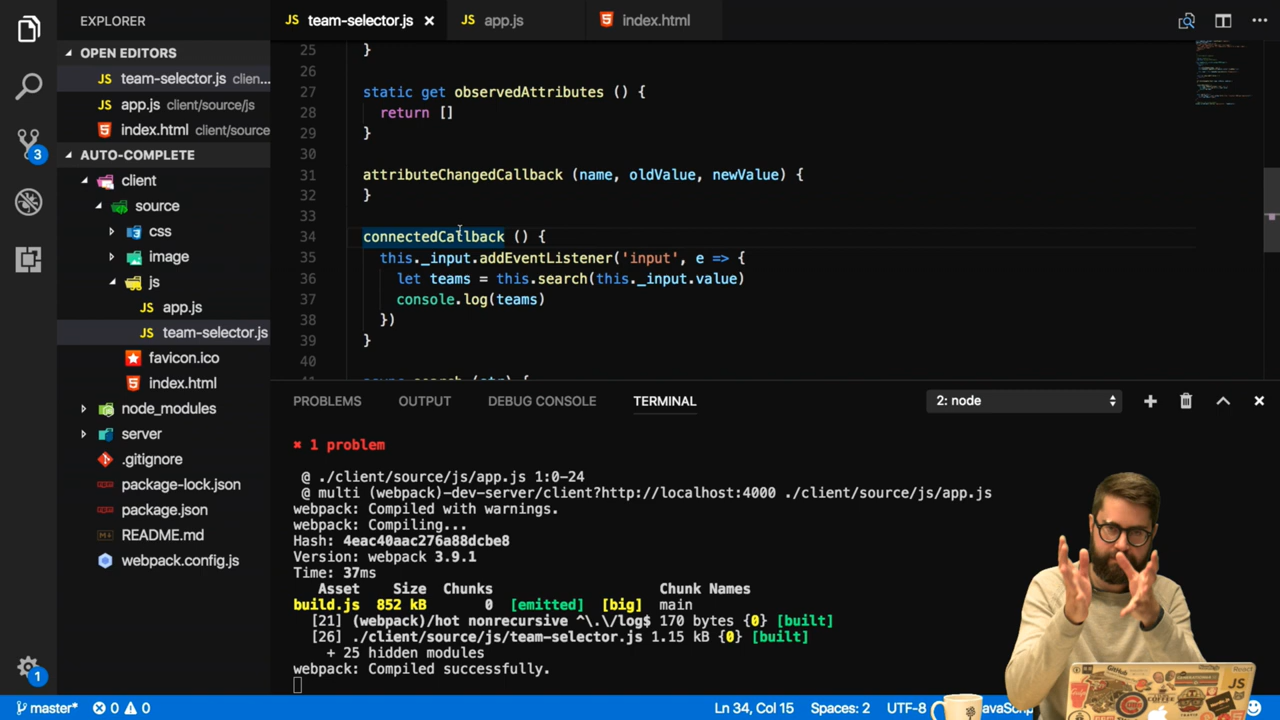 EXPLORER
OPEN EDITORS
JS team-selector.js clien...
JS app.js client/source/js
index.html client/source
AUTO-COMPLETE
client
source
css
image
js
JS app.js
JS team-selector.js
favicon.ico
index.html
node_modules
server
.gitignore
package-lock.json
package.json
README.md
webpack.config.js
3
1
JS team-selector.js ×
JS app.js
index.html
25 }
26
27 static get observedAttributes () {
28 return []
29 }
30
31 attributeChangedCallback (name, oldValue, newValue) {
32 }
33
34 connectedCallback () {
35 this._input.addEventListener('input', e => {
36 let teams = this.search(this._input.value)
37 console.log(teams)
38 })
39 }
40
41 async search (str) {
PROBLEMS OUTPUT DEBUG CONSOLE TERMINAL 2: node
✖ 1 problem
@ ./client/source/js/app.js 1:0-24
@ multi (webpack)-dev-server/client?http://localhost:4000 ./client/source/js/app.js
webpack: Compiled with warnings.
webpack: Compiling...
Hash: 4eac40aac276a88dcbe8
Version: webpack 3.9.1
Time: 37ms
Asset Size Chunks Chunk Names
build.js 852 kB 0 [emitted] [big] main
[21] (webpack)/hot nonrecursive ^\.\/log$ 170 bytes {0} [built]
[26] ./client/source/js/team-selector.js 1.15 kB {0} [built]
+ 25 hidden modules
webpack: Compiled successfully.
master* 0 0 Ln 34, Col 15 Spaces: 2 UTF-8
GitHub
React
JS